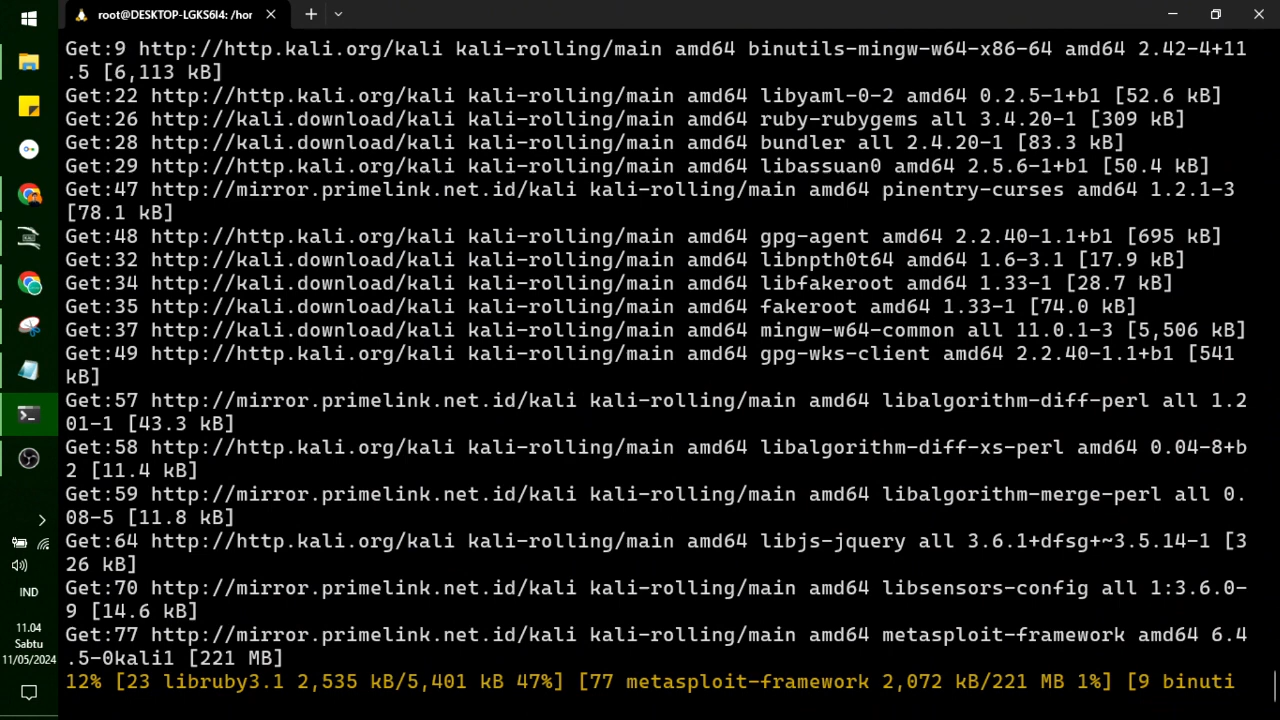 root@DESKTOP-LGKS6I4: /hor
Get:9 http://http.kali.org/kali kali-rolling/main amd64 binutils-mingw-w64-x86-64 amd64 2.42-4+11
.5 [6,113 kB]
Get:22 http://http.kali.org/kali kali-rolling/main amd64 libyaml-0-2 amd64 0.2.5-1+b1 [52.6 kB]
Get:26 http://kali.download/kali kali-rolling/main amd64 ruby-rubygems all 3.4.20-1 [309 kB]
Get:28 http://kali.download/kali kali-rolling/main amd64 bundler all 2.4.20-1 [83.3 kB]
Get:29 http://http.kali.org/kali kali-rolling/main amd64 libassuan0 amd64 2.5.6-1+b1 [50.4 kB]
Get:47 http://mirror.primelink.net.id/kali kali-rolling/main amd64 pinentry-curses amd64 1.2.1-3
[78.1 kB]
Get:48 http://http.kali.org/kali kali-rolling/main amd64 gpg-agent amd64 2.2.40-1.1+b1 [695 kB]
Get:32 http://http.kali.org/kali kali-rolling/main amd64 libnpth0t64 amd64 1.6-3.1 [17.9 kB]
Get:34 http://kali.download/kali kali-rolling/main amd64 libfakeroot amd64 1.33-1 [28.7 kB]
Get:35 http://kali.download/kali kali-rolling/main amd64 fakeroot amd64 1.33-1 [74.0 kB]
Get:37 http://kali.download/kali kali-rolling/main amd64 mingw-w64-common all 11.0.1-3 [5,506 kB]
Get:49 http://http.kali.org/kali kali-rolling/main amd64 gpg-wks-client amd64 2.2.40-1.1+b1 [541
kB]
Get:57 http://mirror.primelink.net.id/kali kali-rolling/main amd64 libalgorithm-diff-perl all 1.2
01-1 [43.3 kB]
Get:58 http://http.kali.org/kali kali-rolling/main amd64 libalgorithm-diff-xs-perl amd64 0.04-8+b
2 [11.4 kB]
Get:59 http://mirror.primelink.net.id/kali kali-rolling/main amd64 libalgorithm-merge-perl all 0.
08-5 [11.8 kB]
Get:64 http://http.kali.org/kali kali-rolling/main amd64 libjs-jquery all 3.6.1+dfsg+~3.5.14-1 [3
26 kB]
Get:70 http://mirror.primelink.net.id/kali kali-rolling/main amd64 libsensors-config all 1:3.6.0-
9 [14.6 kB]
Get:77 http://mirror.primelink.net.id/kali kali-rolling/main amd64 metasploit-framework amd64 6.4
.5-0kali1 [221 MB]
12% [23 libruby3.1 2,535 kB/5,401 kB 47%] [77 metasploit-framework 2,072 kB/221 MB 1%] [9 binuti
IND
11.04
Sabtu
11/05/2024